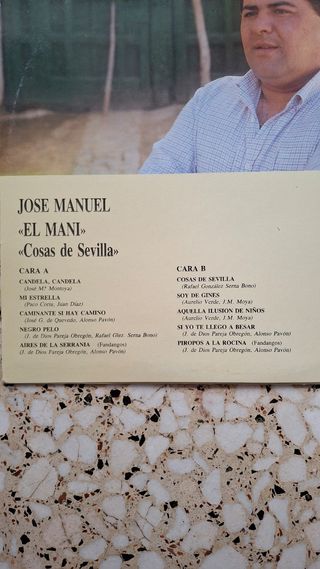 JOSE MANUEL
«EL MANI»
«Cosas de Sevilla»
CARA A
CANDELA, CANDELA
(José Mª Montoya)
MI ESTRELLA
(Paco Corta, Juan Díaz)
CAMINANTE SI HAY CAMINO
(José G. de Quevedo, Alonso Pavón)
NEGRO PELO
(J. de Dios Pareja Obregón, Rafael Glez. Serna Bono)
AIRES DE LA SERRANIA (Fandangos)
(J. de Dios Pareja Obregón, Alonso Pavón)
CARA B
COSAS DE SEVILLA
(Rafael González Serna Bono)
SOY DE GINES
(Aurelio Verde, J.M. Moya)
AQUELLA ILUSION DE NIÑOS
(Aurelio Verde, J.M. Moya)
SI YO TE LLEGO A BESAR
(J. de Dios Pareja Obregón, Alonso Pavón)
PIROPOS A LA ROCINA (Fandangos)
(J. de Dios Pareja Obregón, Alonso Pavón)